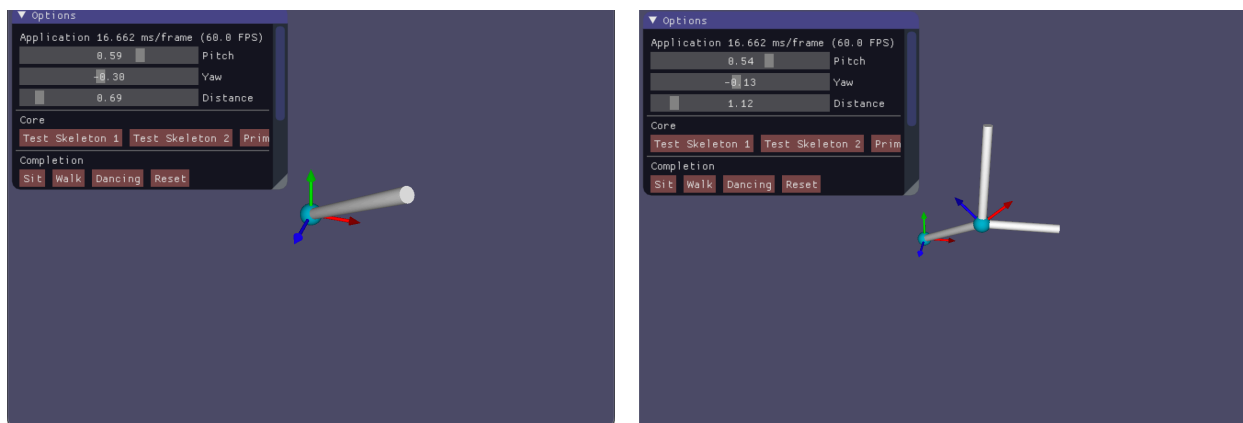 ▼ Options
Application 16.662 ms/frame (60.0 FPS)
0.59 Pitch
-0.30 Yaw
0.69 Distance
Core
Test Skeleton 1 Test Skeleton 2 Prim
Completion
Sit Walk Dancing Reset
▼ Options
Application 16.662 ms/frame (60.0 FPS)
0.54 Pitch
-0.13 Yaw
1.12 Distance
Core
Test Skeleton 1 Test Skeleton 2 Prim
Completion
Sit Walk Dancing Reset